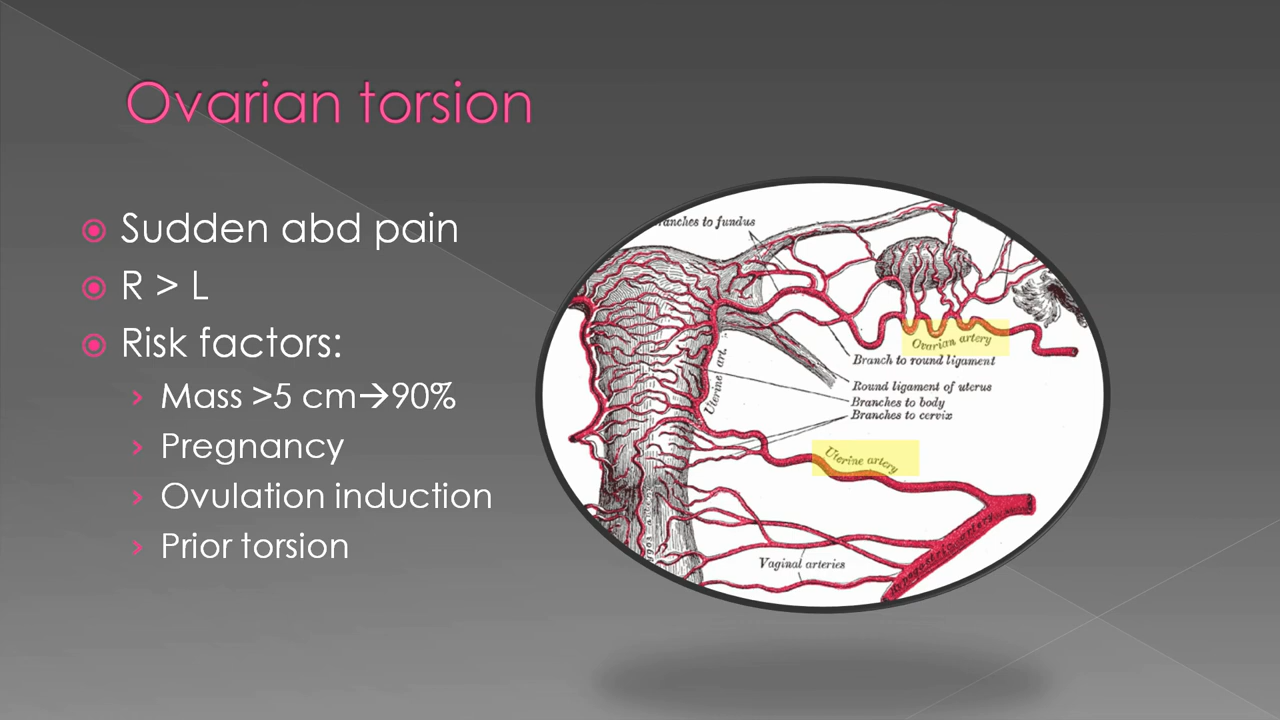 Ovarian torsion
Sudden abd pain
R > L
Risk factors:
Mass >5 cm→90%
Pregnancy
Ovulation induction
Prior torsion
ranches to fundus
Ovarian artery
Branch to round ligament
Uterine art.
Round ligament of uterus
Branches to body
Branches to cervix
Uterine artery
Vaginal arteries